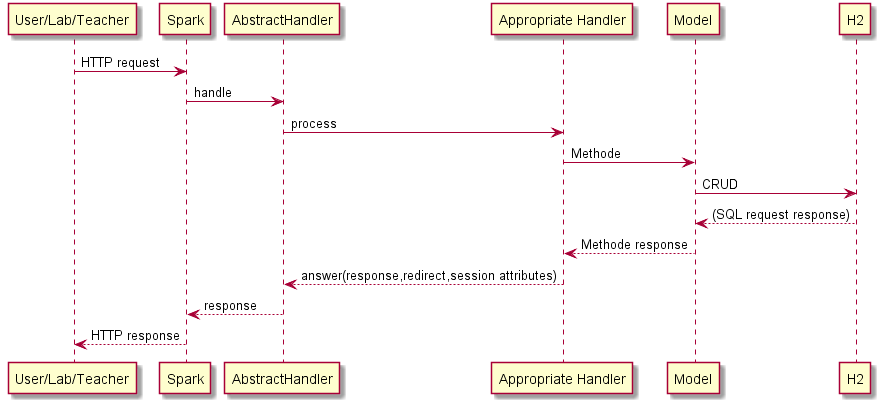 User/Lab/Teacher Spark AbstractHandler Appropriate Handler Model H2
HTTP request
handle
process
Methode
CRUD
(SQL request response)
Methode response
answer(response,redirect,session attributes)
response
HTTP response
User/Lab/Teacher Spark AbstractHandler Appropriate Handler Model H2